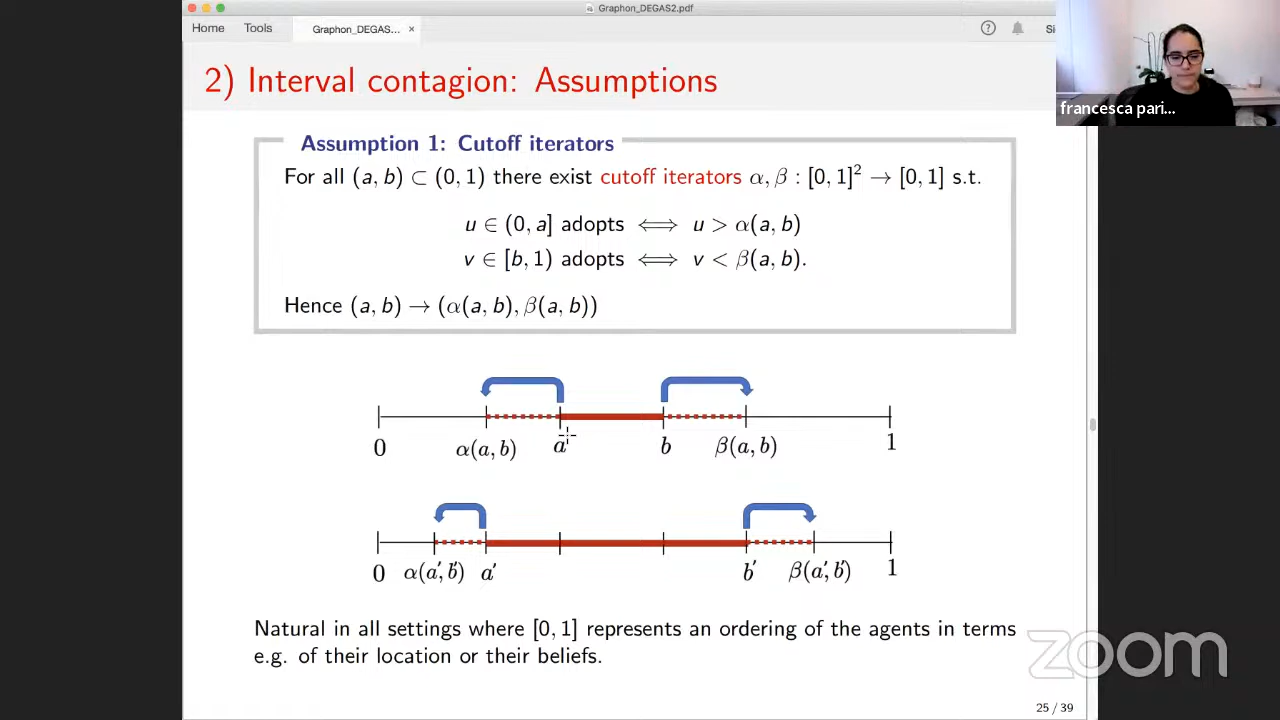 Graphon_DEGAS2.pdf
Home Tools Graphon_DEGAS... ×
francesca pari...
2) Interval contagion: Assumptions
Assumption 1: Cutoff iterators
For all (a, b) ⊂ (0, 1) there exist cutoff iterators α, β : [0, 1]² → [0, 1] s.t.
u ∈ (0, a] adopts ⟺ u > α(a, b)
v ∈ [b, 1) adopts ⟺ v < β(a, b).
Hence (a, b) → (α(a, b), β(a, b))
0 α(a, b) a b β(a, b) 1
0 α(a′, b′) a′ b′ β(a′, b′) 1
Natural in all settings where [0, 1] represents an ordering of the agents in terms
e.g. of their location or their beliefs.
zoom
25 / 39